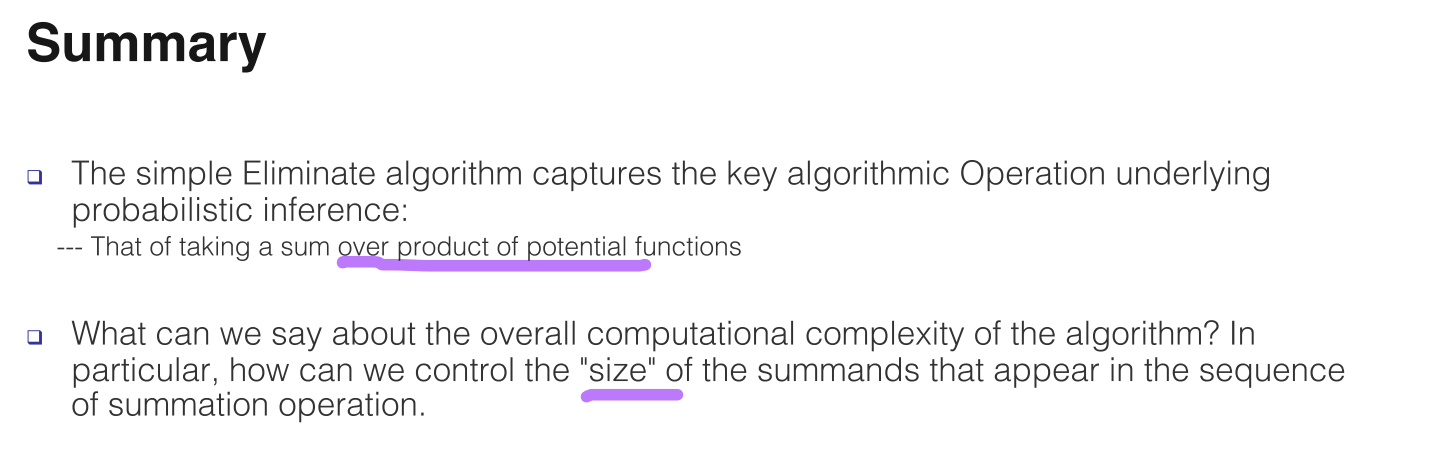 Summary
The simple Eliminate algorithm captures the key algorithmic Operation underlying
probabilistic inference:
--- That of taking a sum over product of potential functions
What can we say about the overall computational complexity of the algorithm? In
particular, how can we control the "size" of the summands that appear in the sequence
of summation operation.